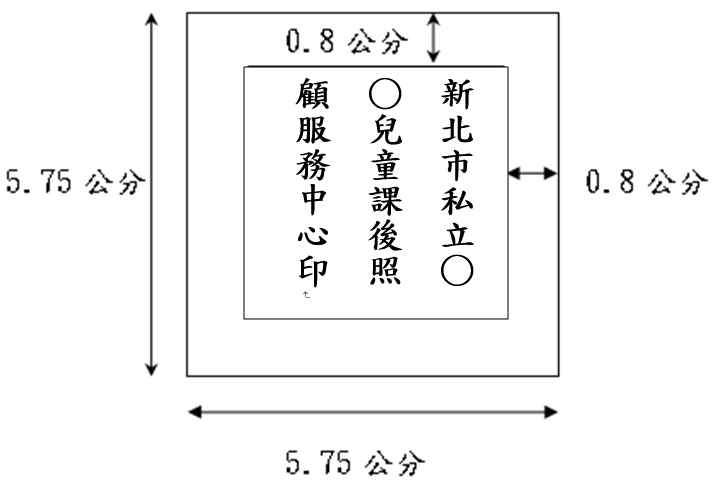 0.8 公分
5.75 公分
新北市私立○
○兒童課後照
顧服務中心印
0.8 公分
5.75 公分